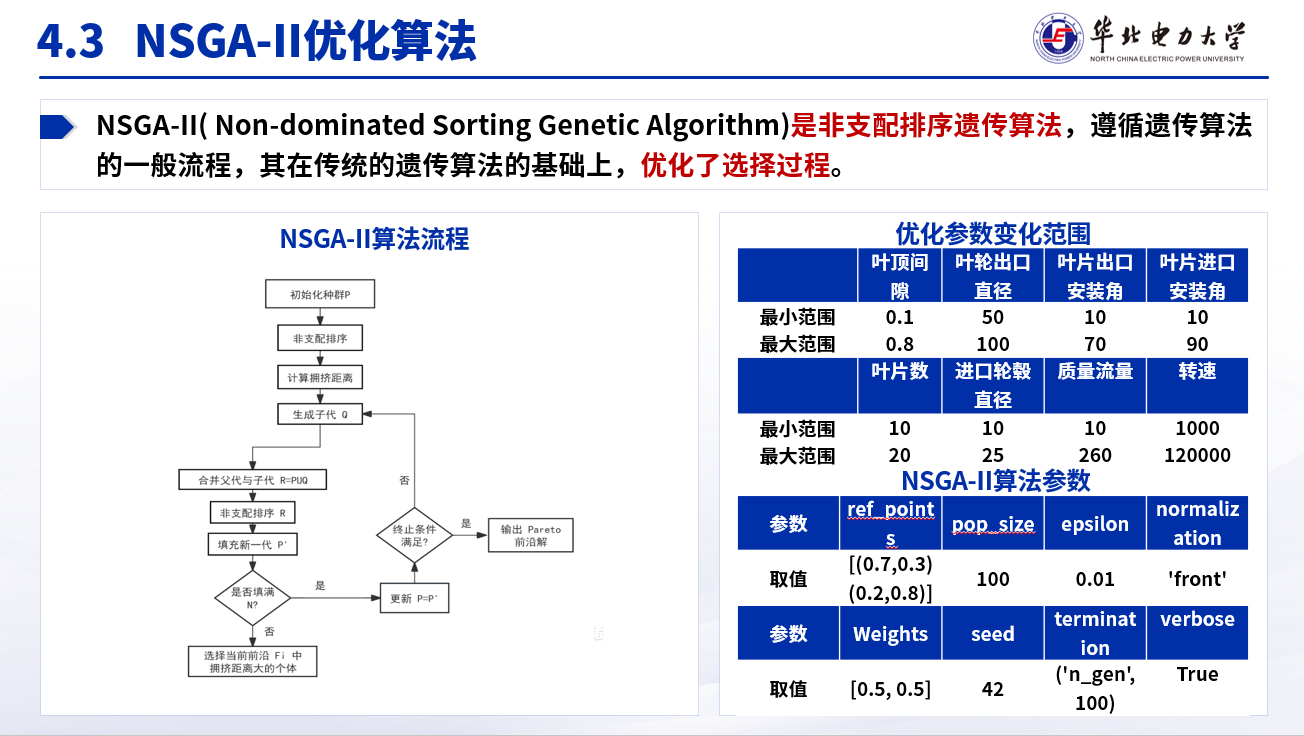 4.3 NSGA-II优化算法
华北电力大学
NORTH CHINA ELECTRIC POWER UNIVERSITY
NSGA-II( Non-dominated Sorting Genetic Algorithm)是非支配排序遗传算法，遵循遗传算法
的一般流程，其在传统的遗传算法的基础上，优化了选择过程。
NSGA-II算法流程
初始化种群P
非支配排序
计算拥挤距离
生成子代 Q
合并父代与子代 R=PUQ
非支配排序 R
填充新一代 P'
是否填满
N?
是
否
选择当前前沿 Fi 中
拥挤距离大的个体
更新 P=P'
终止条件
满足?
否
是
输出 Pareto
前沿解
优化参数变化范围
叶顶间 叶轮出口 叶片出口 叶片进口
隙 直径 安装角 安装角
最小范围 0.1 50 10 10
最大范围 0.8 100 70 90
叶片数 进口轮毂 质量流量 转速
直径
最小范围 10 10 10 1000
最大范围 20 25 260 120000
NSGA-II算法参数
参数 ref_point pop_size epsilon normaliz
s ation
取值 [(0.7,0.3) 100 0.01 'front'
(0.2,0.8)]
参数 Weights seed terminat verbose
ion
取值 [0.5, 0.5] 42 ('n_gen', True
100)